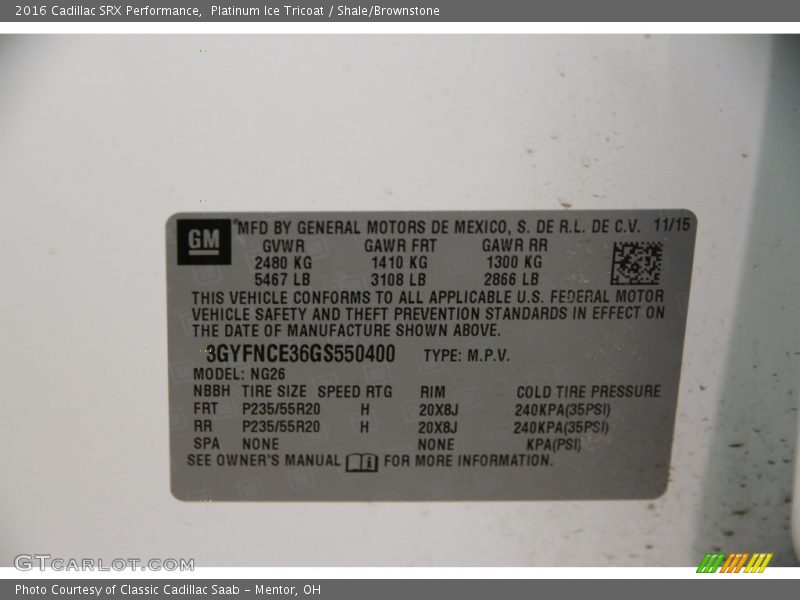 2016 Cadillac SRX Performance, Platinum Ice Tricoat / Shale/Brownstone
GM
MFD BY GENERAL MOTORS DE MEXICO, S. DE R.L. DE C.V. 11/15
GVWR GAWR FRT GAWR RR
2480 KG 1410 KG 1300 KG
5467 LB 3108 LB 2866 LB
THIS VEHICLE CONFORMS TO ALL APPLICABLE U.S. FEDERAL MOTOR
VEHICLE SAFETY AND THEFT PREVENTION STANDARDS IN EFFECT ON
THE DATE OF MANUFACTURE SHOWN ABOVE.
3GYFNCE36GS550400 TYPE: M.P.V.
MODEL: NG26
NBBH TIRE SIZE SPEED RTG RIM COLD TIRE PRESSURE
FRT P235/55R20 H 20X8J 240KPA(35PSI)
RR P235/55R20 H 20X8J 240KPA(35PSI)
SPA NONE NONE KPA(PSI)
SEE OWNER'S MANUAL i FOR MORE INFORMATION.
GTCARLOT.COM
Photo Courtesy of Classic Cadillac Saab - Mentor, OH